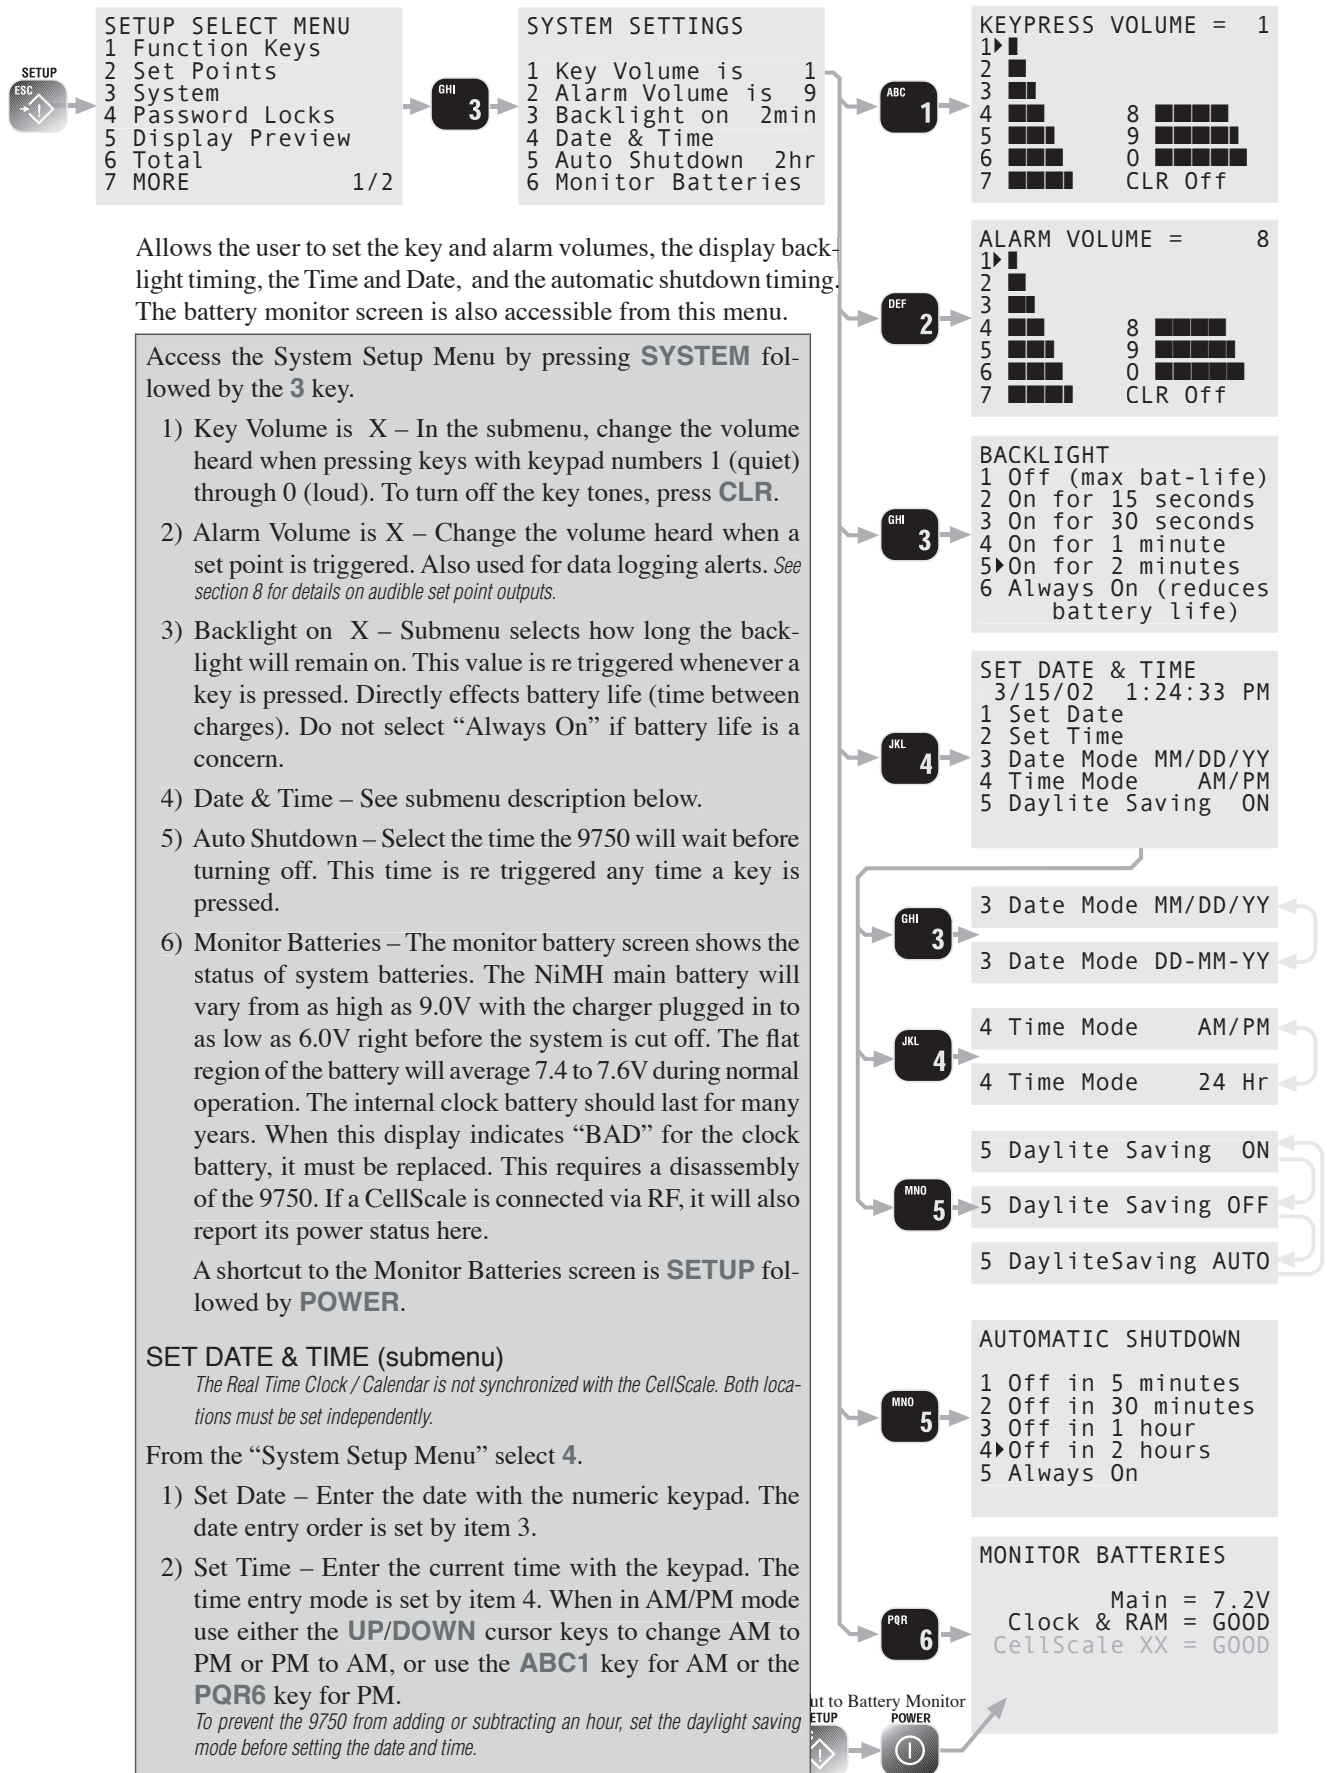 SETUP
ESC
SETUP SELECT MENU
1 Function Keys
2 Set Points
3 System
4 Password Locks
5 Display Preview
6 Total
7 MORE 1/2
GHI
3
SYSTEM SETTINGS
1 Key Volume is 1
2 Alarm Volume is 9
3 Backlight on 2min
4 Date & Time
5 Auto Shutdown 2hr
6 Monitor Batteries
ABC
1
KEYPRESS VOLUME = 1
1
2
3
4 8
5 9
6 0
7 CLR Off
Allows the user to set the key and alarm volumes, the display back-
light timing, the Time and Date, and the automatic shutdown timing.
The battery monitor screen is also accessible from this menu.
DEF
2
ALARM VOLUME = 8
1
2
3
4 8
5 9
6 0
7 CLR Off
Access the System Setup Menu by pressing SYSTEM fol-
lowed by the 3 key.
1) Key Volume is X – In the submenu, change the volume
heard when pressing keys with keypad numbers 1 (quiet)
through 0 (loud). To turn off the key tones, press CLR.
2) Alarm Volume is X – Change the volume heard when a
set point is triggered. Also used for data logging alerts. See
section 8 for details on audible set point outputs.
3) Backlight on X – Submenu selects how long the back-
light will remain on. This value is re triggered whenever a
key is pressed. Directly effects battery life (time between
charges). Do not select “Always On” if battery life is a
concern.
4) Date & Time – See submenu description below.
5) Auto Shutdown – Select the time the 9750 will wait before
turning off. This time is re triggered any time a key is
pressed.
6) Monitor Batteries – The monitor battery screen shows the
status of system batteries. The NiMH main battery will
vary from as high as 9.0V with the charger plugged in to
as low as 6.0V right before the system is cut off. The flat
region of the battery will average 7.4 to 7.6V during normal
operation. The internal clock battery should last for many
years. When this display indicates “BAD” for the clock
battery, it must be replaced. This requires a disassembly
of the 9750. If a CellScale is connected via RF, it will also
report its power status here.
A shortcut to the Monitor Batteries screen is SETUP fol-
lowed by POWER.
SET DATE & TIME (submenu)
The Real Time Clock / Calendar is not synchronized with the CellScale. Both loca-
tions must be set independently.
From the “System Setup Menu” select 4.
1) Set Date – Enter the date with the numeric keypad. The
date entry order is set by item 3.
2) Set Time – Enter the current time with the keypad. The
time entry mode is set by item 4. When in AM/PM mode
use either the UP/DOWN cursor keys to change AM to
PM or PM to AM, or use the ABC1 key for AM or the
PQR6 key for PM.
To prevent the 9750 from adding or subtracting an hour, set the daylight saving
mode before setting the date and time.
GHI
3
BACKLIGHT
1 Off (max bat-life)
2 On for 15 seconds
3 On for 30 seconds
4 On for 1 minute
5 On for 2 minutes
6 Always On (reduces
battery life)
JKL
4
SET DATE & TIME
3/15/02 1:24:33 PM
1 Set Date
2 Set Time
3 Date Mode MM/DD/YY
4 Time Mode AM/PM
5 Daylite Saving ON
GHI
3
3 Date Mode MM/DD/YY
3 Date Mode DD-MM-YY
JKL
4
4 Time Mode AM/PM
4 Time Mode 24 Hr
MNO
5
5 Daylite Saving ON
5 Daylite Saving OFF
5 DayliteSaving AUTO
MNO
5
AUTOMATIC SHUTDOWN
1 Off in 5 minutes
2 Off in 30 minutes
3 Off in 1 hour
4 Off in 2 hours
5 Always On
PQR
6
MONITOR BATTERIES
Main = 7.2V
Clock & RAM = GOOD
CellScale XX = GOOD
ut to Battery Monitor
ETUP POWER